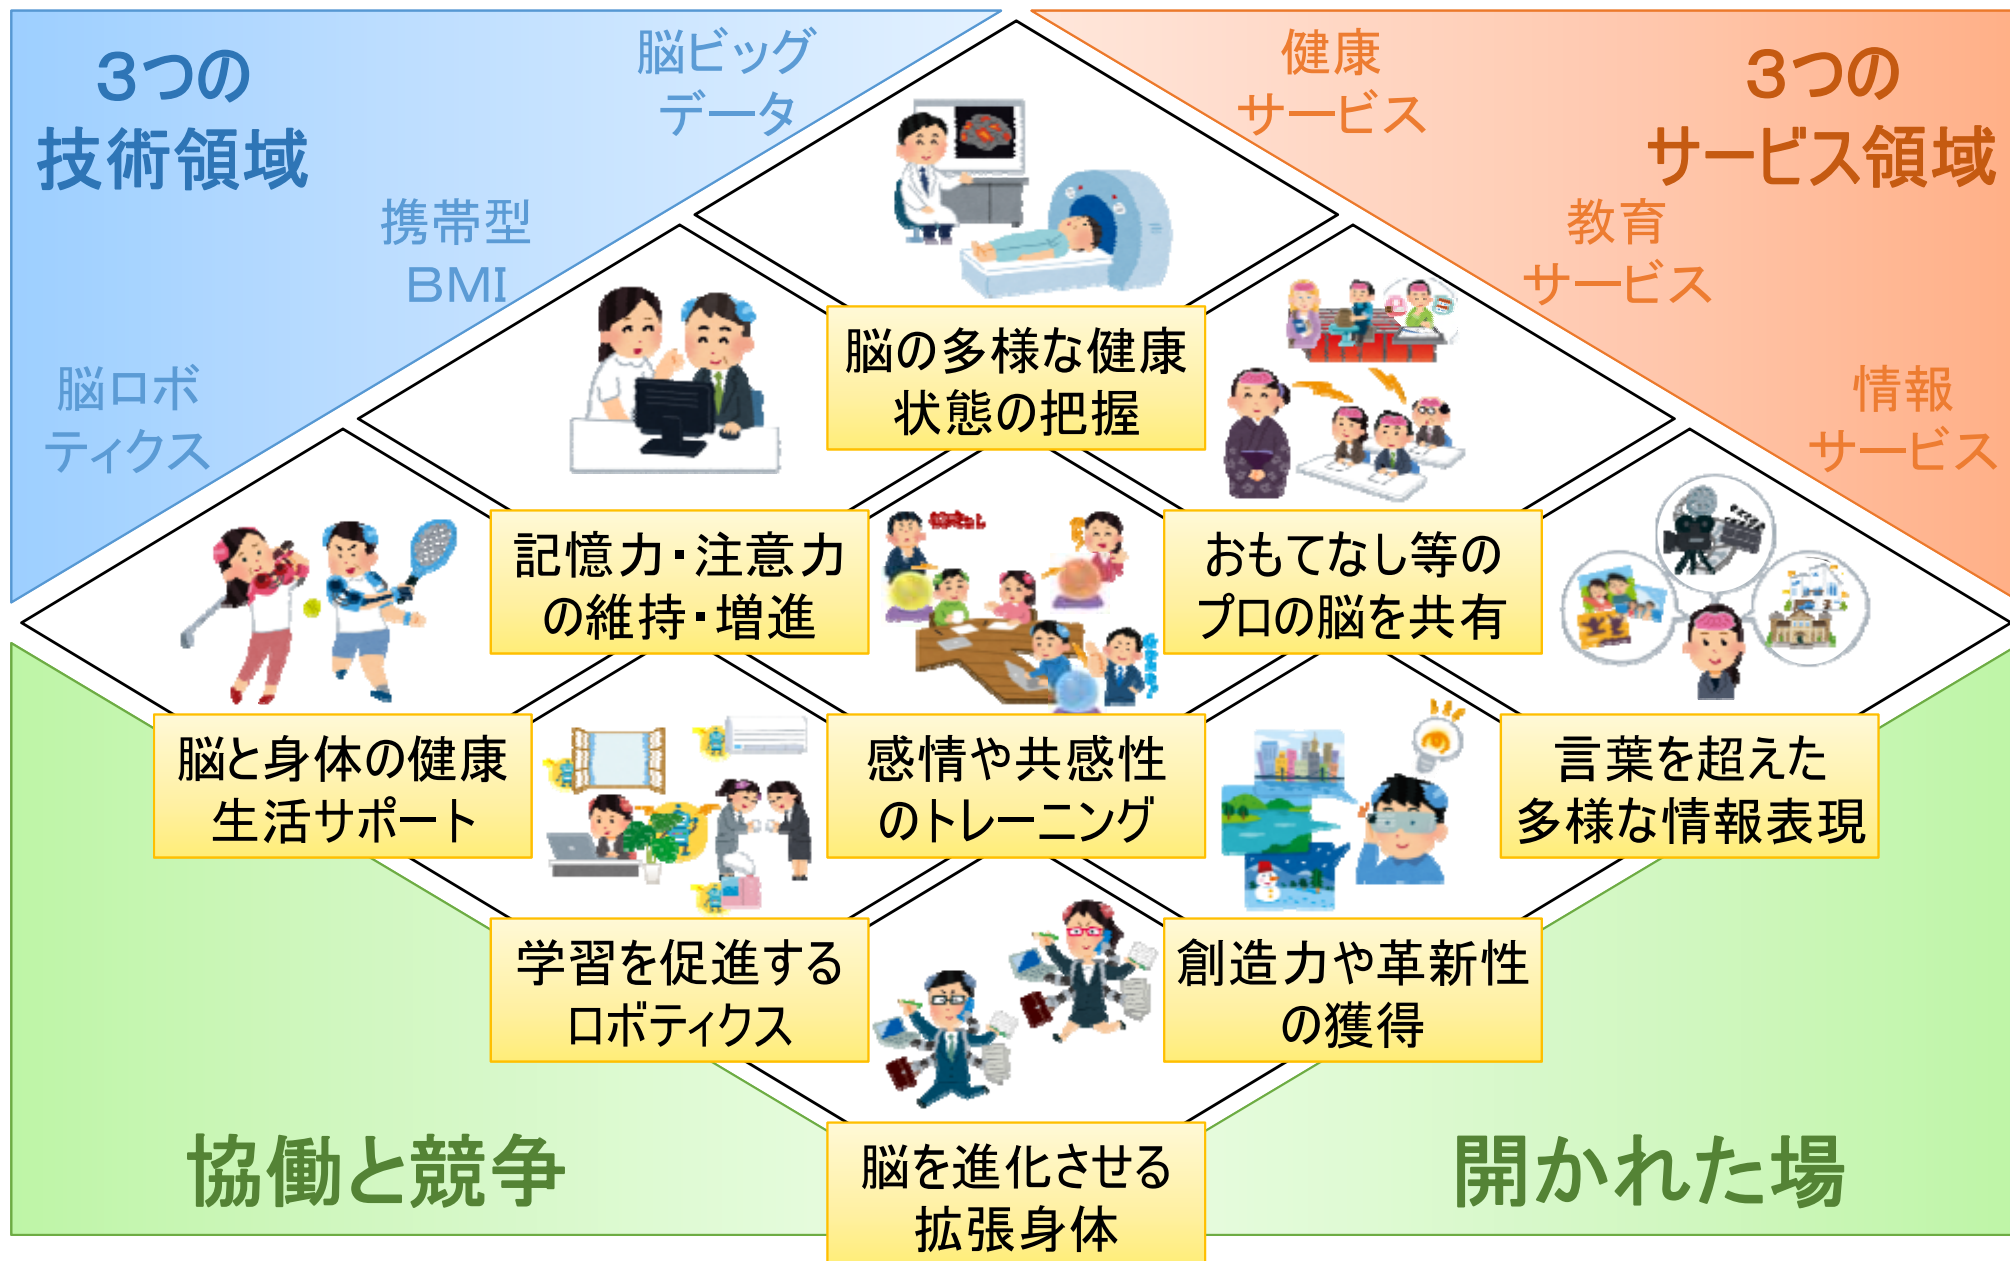 3つの
技術領域
脳ビッグ
データ
携帯型
BMI
脳ロボ
ティクス
健康
サービス
3つの
サービス領域
教育
サービス
情報
サービス
脳の多様な健康
状態の把握
記憶力・注意力
の維持・増進
おもてなし等の
プロの脳を共有
脳と身体の健康
生活サポート
感情や共感性
のトレーニング
言葉を超えた
多様な情報表現
学習を促進する
ロボティクス
創造力や革新性
の獲得
脳を進化させる
拡張身体
協働と競争
開かれた場